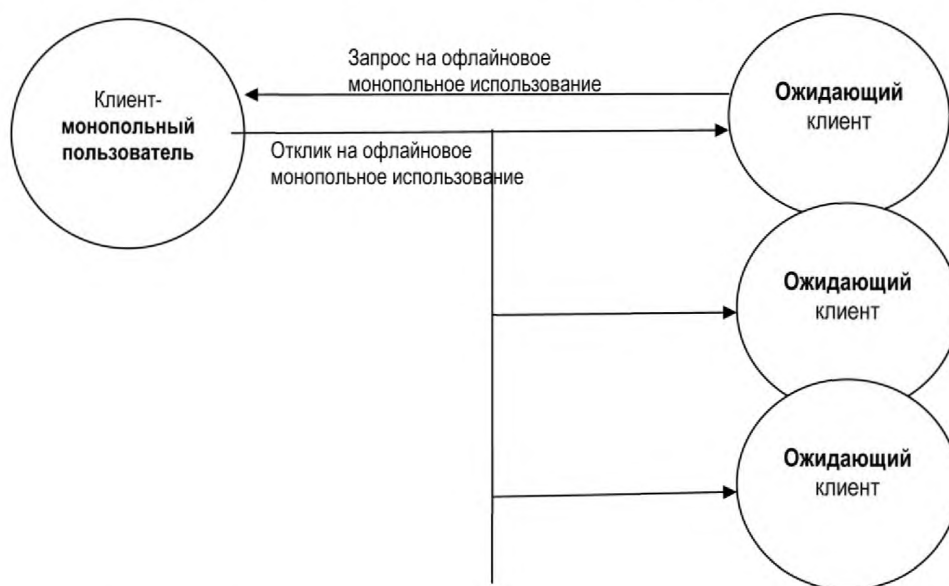 Запрос на офлайновое
монопольное использование
Клиент-
монопольный
пользователь
Ожидающий
клиент
Отклик на офлайновое
монопольное использование
Ожидающий
клиент
Ожидающий
клиент